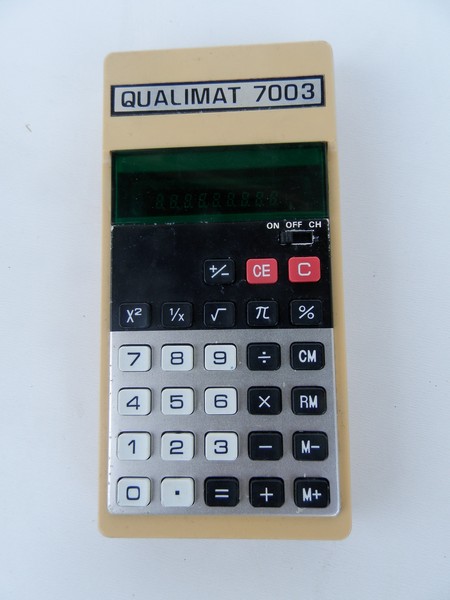 QUALIMAT 7003
ON OFF CH
+/− CE C
X² 1/x √ π %
7 8 9 ÷ CM
4 5 6 × RM
1 2 3 − M−
0 . = + M+